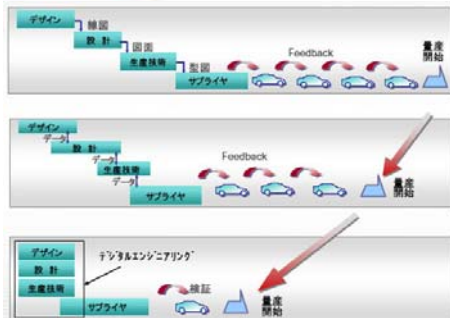 デザイン
線図
設計
図面
生産技術
型図
サプライヤ
Feedback
量産
開始
デザイン
データ
設計
データ
生産技術
データ
サプライヤ
Feedback
量産
開始
デザイン
設計
生産技術
サプライヤ
デジタルエンジニアリング
検証
量産
開始